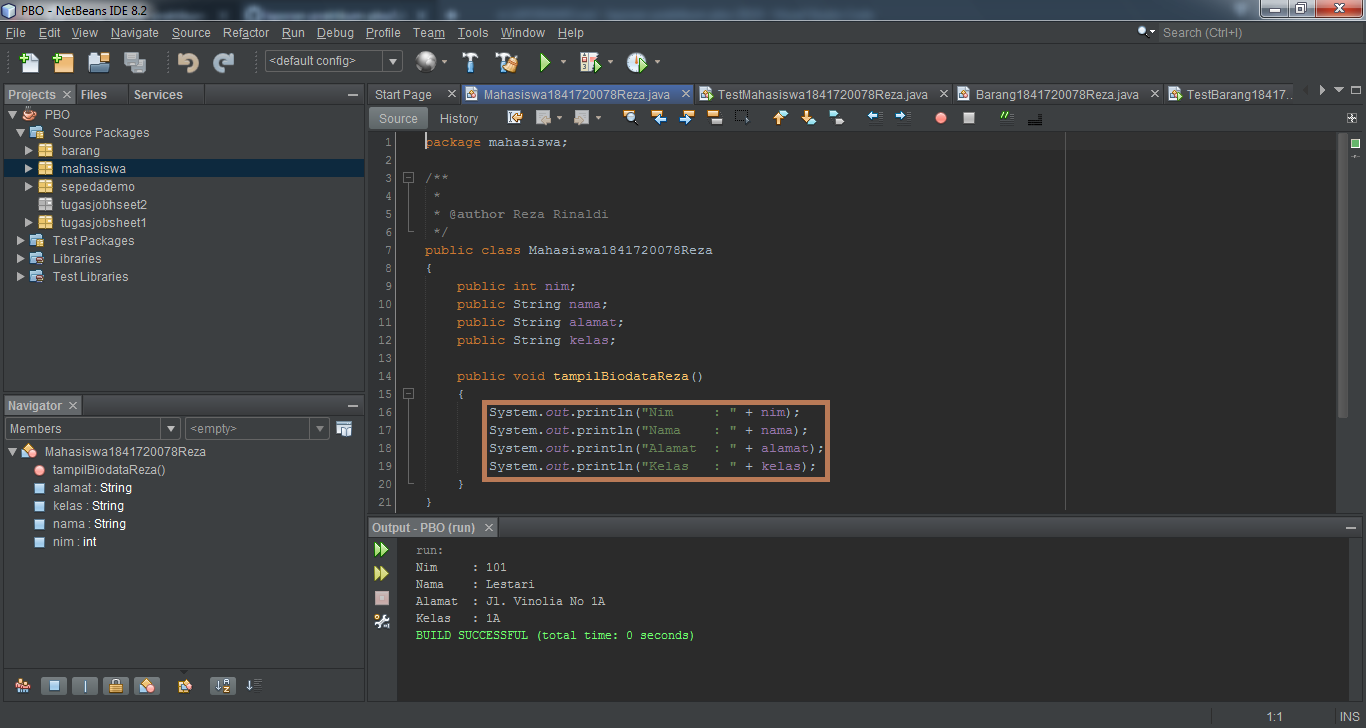 PBO - NetBeans IDE 8.2
File Edit View Navigate Source Refactor Run Debug Profile Team Tools Window Help
Search (Ctrl+I)
<default config>
Projects Files Services
PBO
Source Packages
barang
mahasiswa
sepedademo
tugasjobhseet2
tugasjobsheet1
Test Packages
Libraries
Test Libraries
Navigator
Members <empty>
Mahasiswa1841720078Reza
tampilBiodataReza()
alamat : String
kelas : String
nama : String
nim : int
Start Page Mahasiswa1841720078Reza.java TestMahasiswa1841720078Reza.java Barang1841720078Reza.java TestBarang18417...
Source History
1 package mahasiswa;
2
3 /**
4 *
5 * @author Reza Rinaldi
6 */
7 public class Mahasiswa1841720078Reza
8 {
9 public int nim;
10 public String nama;
11 public String alamat;
12 public String kelas;
13
14 public void tampilBiodataReza()
15 {
16 System.out.println("Nim     : " + nim);
17 System.out.println("Nama    : " + nama);
18 System.out.println("Alamat  : " + alamat);
19 System.out.println("Kelas   : " + kelas);
20 }
21 }
Output - PBO (run)
run:
Nim     : 101
Nama    : Lestari
Alamat  : Jl. Vinolia No 1A
Kelas   : 1A
BUILD SUCCESSFUL (total time: 0 seconds)
1:1 INS